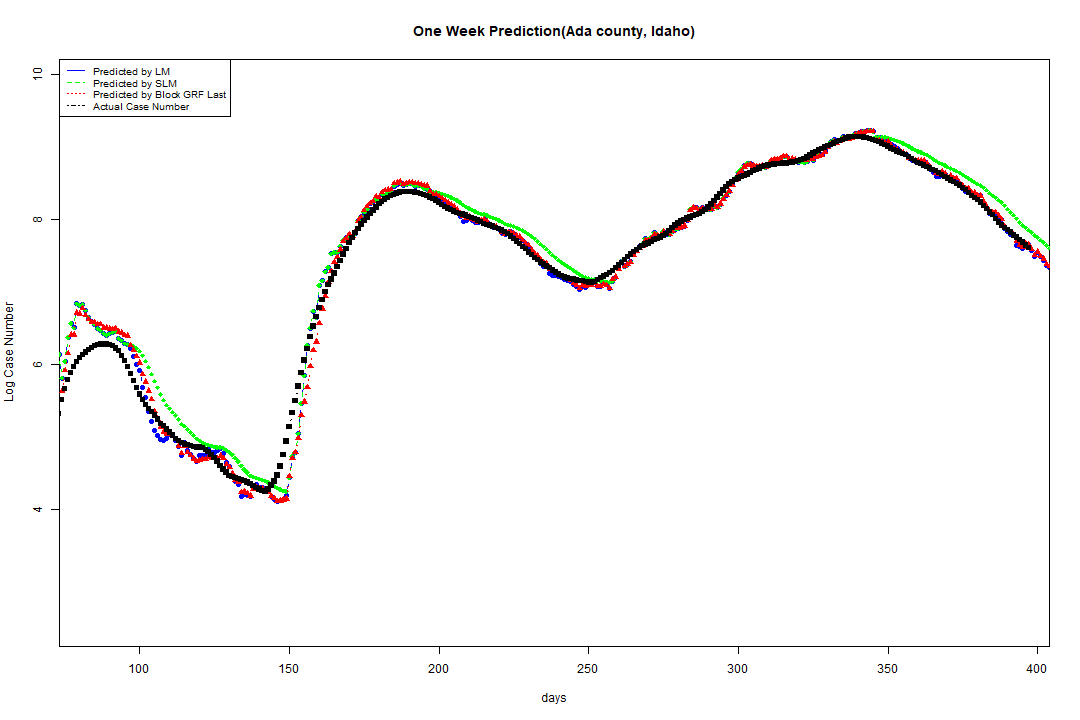 One Week Prediction(Ada county, Idaho)
Predicted by LM
Predicted by SLM
Predicted by Block GRF Last
Actual Case Number
10
8
6
4
Log Case Number
100 150 200 250 300 350 400
days